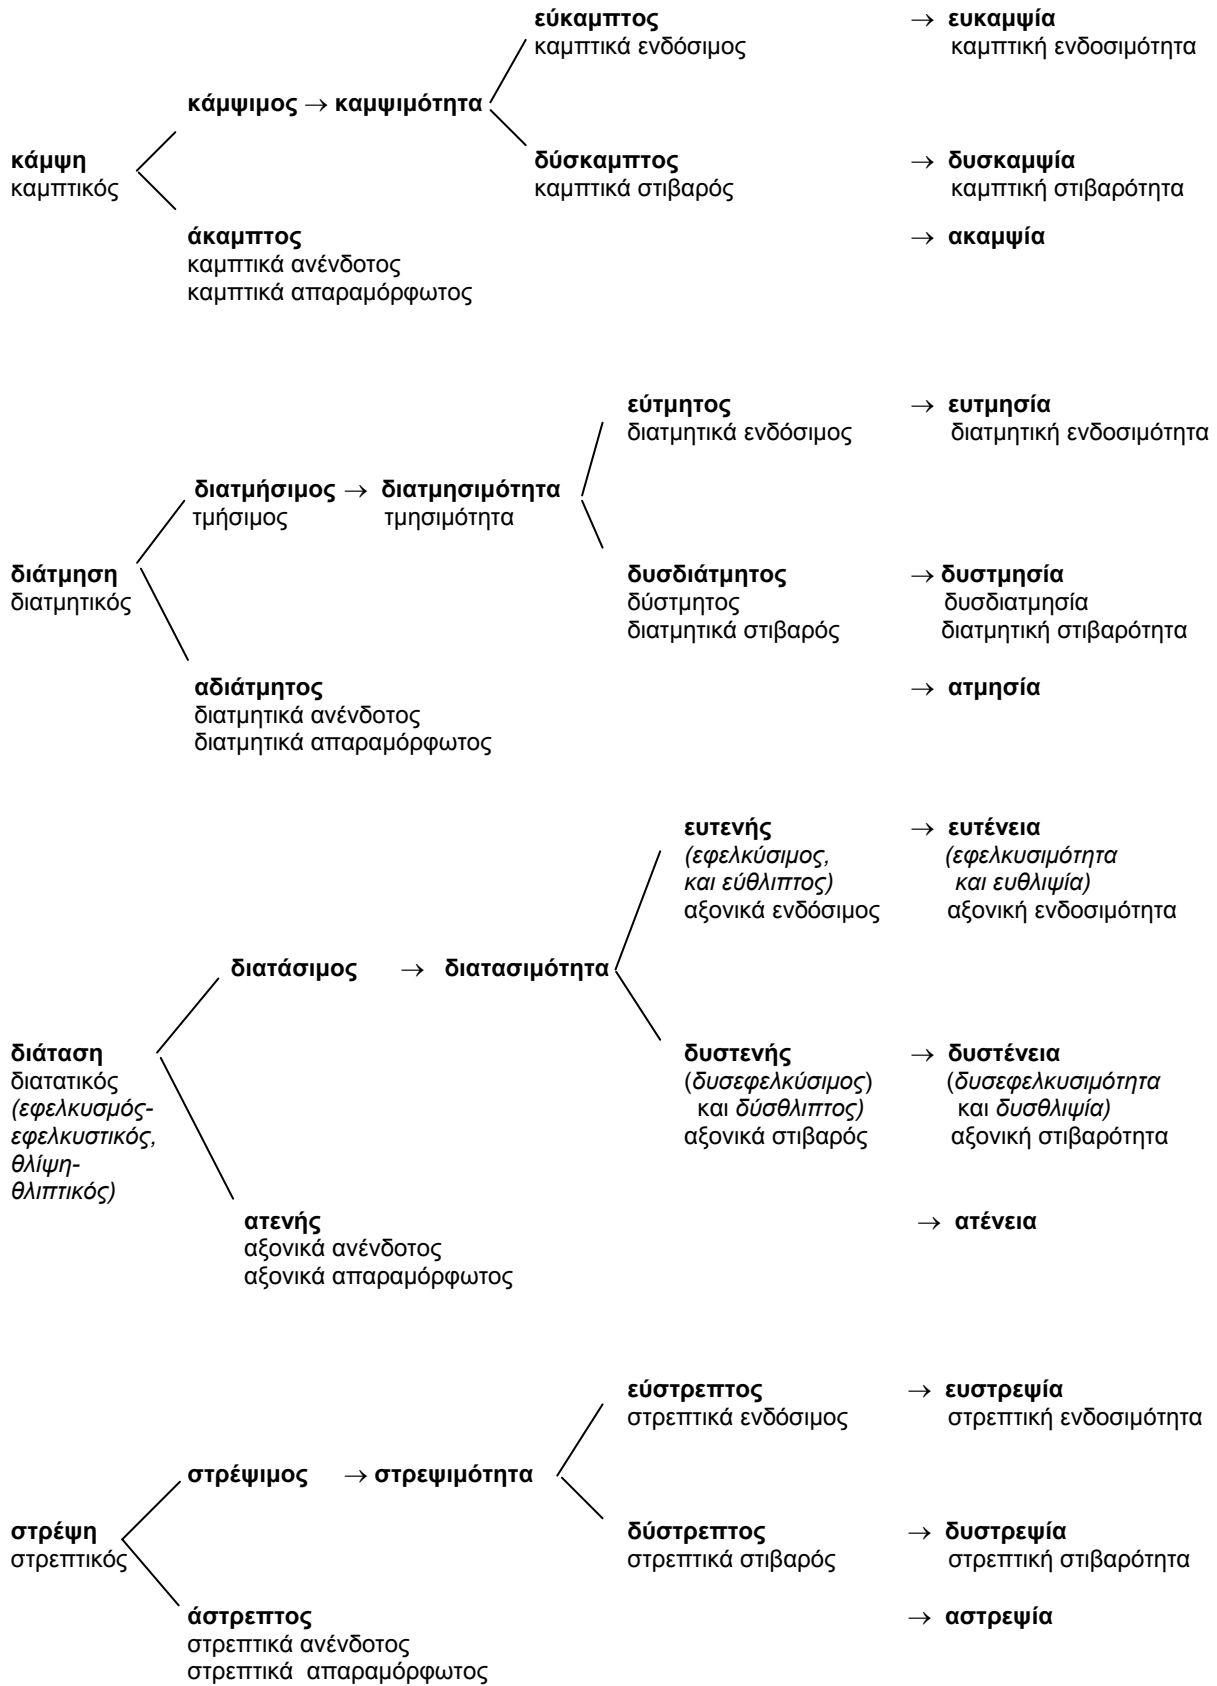 εύκαμπτος → ευκαμψία
καμπτικά ενδόσιμος καμπτική ενδοσιμότητα
κάμψιμος → καμψιμότητα
κάμψη δύσκαμπτος → δυσκαμψία
καμπτικός καμπτικά στιβαρός καμπτική στιβαρότητα
άκαμπτος → ακαμψία
καμπτικά ανένδοτος
καμπτικά απαραμόρφωτος
εύτμητος → ευτμησία
διατμητικά ενδόσιμος διατμητική ενδοσιμότητα
διατμήσιμος → διατμησιμότητα
τμήσιμος τμησιμότητα
διάτμηση δυσδιάτμητος → δυστμησία
διατμητικός δύστμητος δυσδιατμησία
διατμητικά στιβαρός διατμητική στιβαρότητα
αδιάτμητος → ατμησία
διατμητικά ανένδοτος
διατμητικά απαραμόρφωτος
ευτενής → ευτένεια
(εφελκύσιμος, (εφελκυσιμότητα
και εύθλιπτος) και ευθλιψία)
αξονικά ενδόσιμος αξονική ενδοσιμότητα
διατάσιμος → διατασιμότητα
διάταση δυστενής → δυστένεια
διατατικός (δυσεφελκύσιμος) (δυσεφελκυσιμότητα
(εφελκυσμός- και δύσθλιπτος) και δυσθλιψία)
εφελκυστικός, αξονικά στιβαρός αξονική στιβαρότητα
θλίψη-
θλιπτικός)
ατενής → ατένεια
αξονικά ανένδοτος
αξονικά απαραμόρφωτος
εύστρεπτος → ευστρεψία
στρεπτικά ενδόσιμος στρεπτική ενδοσιμότητα
στρέψιμος → στρεψιμότητα
στρέψη δύστρεπτος → δυστρεψία
στρεπτικός στρεπτικά στιβαρός στρεπτική στιβαρότητα
άστρεπτος → αστρεψία
στρεπτικά ανένδοτος
στρεπτικά απαραμόρφωτος